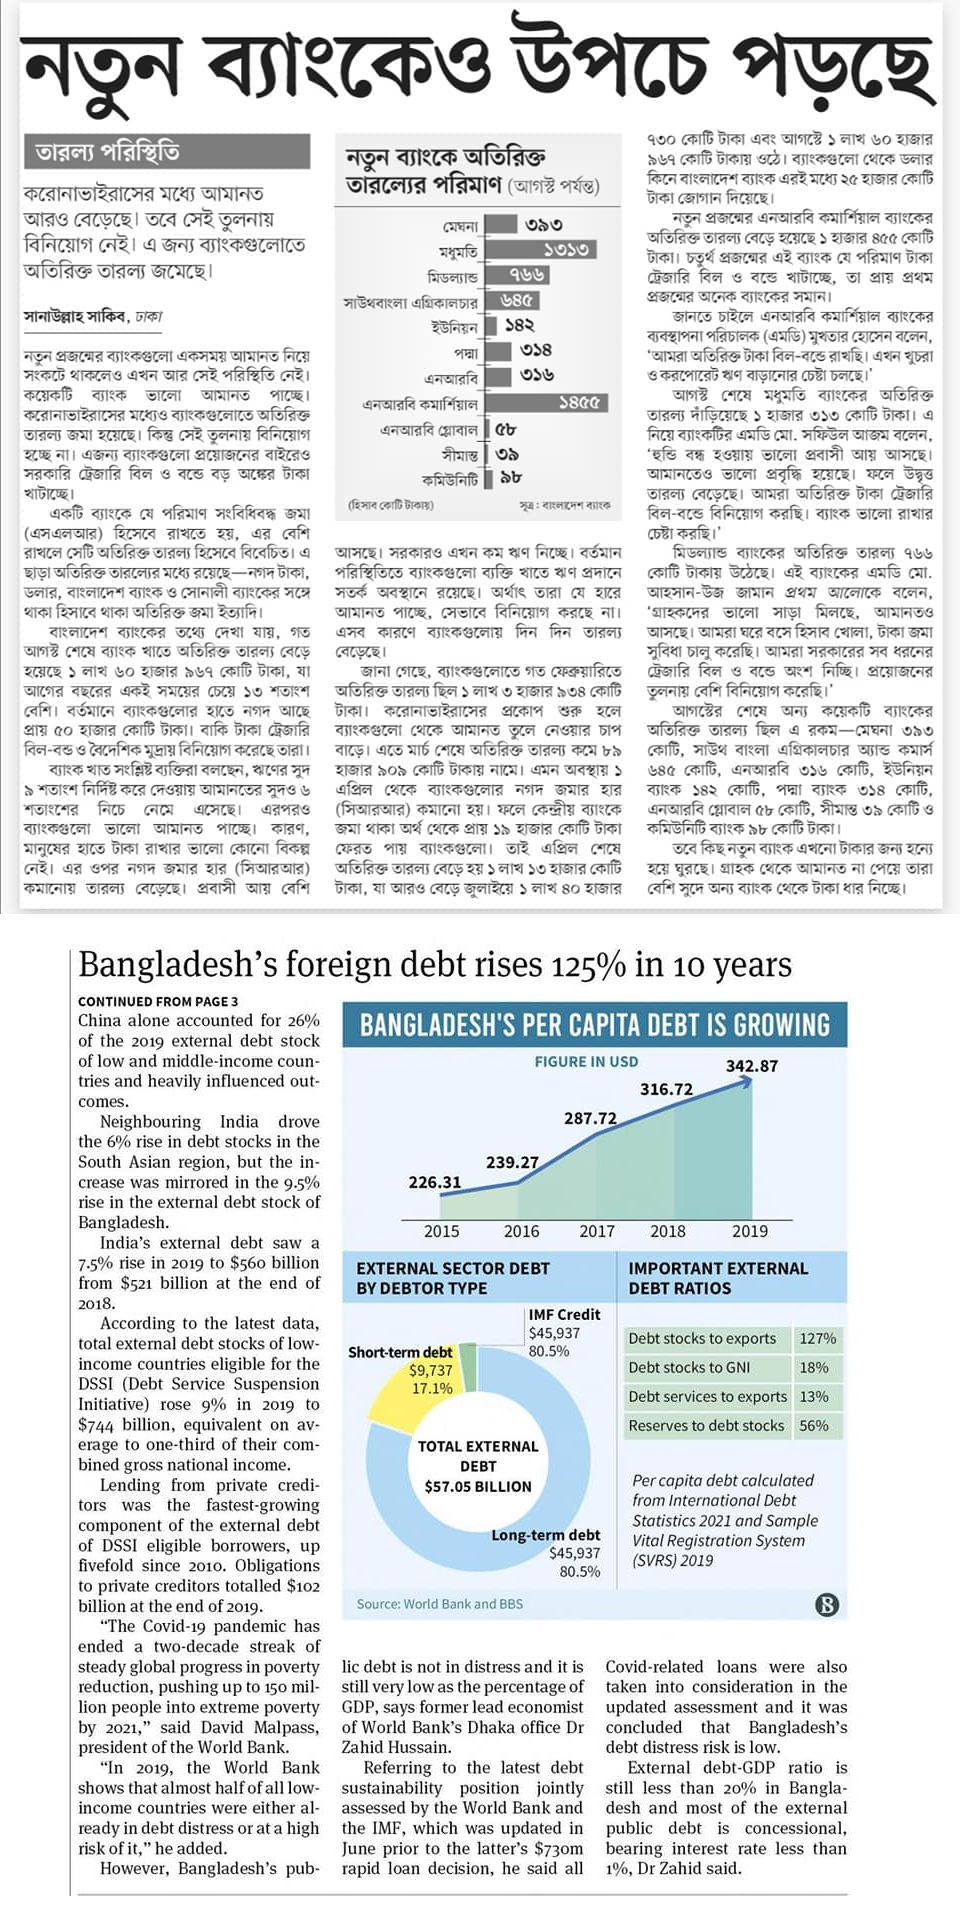 নতুন ব্যাংকেও উপচে পড়ছে
তারল্য পরিস্থিতি
করোনাভাইরাসের মধ্যে আমানত
আরও বেড়েছে। তবে সেই তুলনায়
বিনিয়োগ নেই। এ জন্য ব্যাংকগুলোতে
অতিরিক্ত তারল্য জমেছে।
সানাউল্লাহ সাকিব, ঢাকা
নতুন প্রজন্মের ব্যাংকগুলো একসময় আমানত নিয়ে
সংকটে থাকলেও এখন আর সেই পরিস্থিতি নেই।
কয়েকটি ব্যাংক ভালো আমানত পাচ্ছে।
করোনাভাইরাসের মধ্যেও ব্যাংকগুলোতে অতিরিক্ত
তারল্য জমা হয়েছে। কিন্তু সেই তুলনায় বিনিয়োগ
হচ্ছে না। এজন্য ব্যাংকগুলো প্রয়োজনের বাইরেও
সরকারি ট্রেজারি বিল ও বন্ডে বড় অঙ্কের টাকা
খাটাচ্ছে।
একটি ব্যাংকে যে পরিমাণ সংবিধিবদ্ধ জমা
(এসএলআর) হিসেবে রাখতে হয়, এর বেশি
রাখলে সেটি অতিরিক্ত তারল্য হিসেবে বিবেচিত। এ
ছাড়া অতিরিক্ত তারল্যের মধ্যে রয়েছে—নগদ টাকা,
ডলার, বাংলাদেশ ব্যাংক ও সোনালী ব্যাংকের সঙ্গে
থাকা হিসাবে থাকা অতিরিক্ত জমা ইত্যাদি।
বাংলাদেশ ব্যাংকের তথ্যে দেখা যায়, গত
আগস্ট শেষে ব্যাংক খাতে অতিরিক্ত তারল্য বেড়ে
হয়েছে ১ লাখ ৬০ হাজার ৯৬৭ কোটি টাকা, যা
আগের বছরের একই সময়ের চেয়ে ১৩ শতাংশ
বেশি। বর্তমানে ব্যাংকগুলোর হাতে নগদ আছে
প্রায় ৫০ হাজার কোটি টাকা। বাকি টাকা ট্রেজারি
বিল-বন্ড ও বৈদেশিক মুদ্রায় বিনিয়োগ করেছে তারা।
ব্যাংক খাত সংশ্লিষ্ট ব্যক্তিরা বলছেন, ঋণের সুদ
৯ শতাংশ নির্দিষ্ট করে দেওয়ায় আমানতের সুদও ৬
শতাংশের নিচে নেমে এসেছে। এরপরও
ব্যাংকগুলো ভালো আমানত পাচ্ছে। কারণ,
মানুষের হাতে টাকা রাখার ভালো কোনো বিকল্প
নেই। এর ওপর নগদ জমার হার (সিআরআর)
কমানোয় তারল্য বেড়েছে। প্রবাসী আয় বেশি
নতুন ব্যাংকে অতিরিক্ত
তারল্যের পরিমাণ (আগস্ট পর্যন্ত)
মেঘনা ৩৯৩
মধুমতি ১৩১৩
মিডল্যান্ড ৭৬৬
সাউথবাংলা এগ্রিকালচার ৬৪৫
ইউনিয়ন ১৪২
পদ্মা ৩১৪
এনআরবি ৩১৬
এনআরবি কমার্শিয়াল ১৪৫৫
এনআরবি গ্লোবাল ৫৮
সীমান্ত ৩৯
কমিউনিটি ৯৮
(হিসাব কোটি টাকায়) সূত্র: বাংলাদেশ ব্যাংক
আসছে। সরকারও এখন কম ঋণ নিচ্ছে। বর্তমান
পরিস্থিতিতে ব্যাংকগুলো ব্যক্তি খাতে ঋণ প্রদানে
সতর্ক অবস্থানে রয়েছে। অর্থাৎ তারা যে হারে
আমানত পাচ্ছে, সেভাবে বিনিয়োগ করছে না।
এসব কারণে ব্যাংকগুলোয় দিন দিন তারল্য
বেড়েছে।
জানা গেছে, ব্যাংকগুলোতে গত ফেব্রুয়ারিতে
অতিরিক্ত তারল্য ছিল ১ লাখ ৩ হাজার ৯৩৪ কোটি
টাকা। করোনাভাইরাসের প্রকোপ শুরু হলে
ব্যাংকগুলো থেকে আমানত তুলে নেওয়ার চাপ
বাড়ে। এতে মার্চ শেষে অতিরিক্ত তারল্য কমে ৮৯
হাজার ৯০৯ কোটি টাকায় নামে। এমন অবস্থায় ১
এপ্রিল থেকে ব্যাংকগুলোর নগদ জমার হার
(সিআরআর) কমানো হয়। ফলে কেন্দ্রীয় ব্যাংকে
জমা থাকা অর্থ থেকে প্রায় ১৯ হাজার কোটি টাকা
ফেরত পায় ব্যাংকগুলো। তাই এপ্রিল শেষে
অতিরিক্ত তারল্য বেড়ে হয় ১ লাখ ১৩ হাজার কোটি
টাকা, যা আরও বেড়ে জুলাইয়ে ১ লাখ ৪০ হাজার
৭৩০ কোটি টাকা এবং আগস্টে ১ লাখ ৬০ হাজার
৯৬৭ কোটি টাকায় ওঠে। ব্যাংকগুলো থেকে ডলার
কিনে বাংলাদেশ ব্যাংক এরই মধ্যে ২৫ হাজার কোটি
টাকা জোগান দিয়েছে।
নতুন প্রজন্মের এনআরবি কমার্শিয়াল ব্যাংকের
অতিরিক্ত তারল্য বেড়ে হয়েছে ১ হাজার ৪৫৫ কোটি
টাকা। চতুর্থ প্রজন্মের এই ব্যাংক যে পরিমাণ টাকা
ট্রেজারি বিল ও বন্ডে খাটাচ্ছে, তা প্রায় প্রথম
প্রজন্মের অনেক ব্যাংকের সমান।
জানতে চাইলে এনআরবি কমার্শিয়াল ব্যাংকের
ব্যবস্থাপনা পরিচালক (এমডি) মুখতার হোসেন বলেন,
‘আমরা অতিরিক্ত টাকা বিল-বন্ডে রাখছি। এখন খুচরা
ও করপোরেট ঋণ বাড়ানোর চেষ্টা চলছে।’
আগস্ট শেষে মধুমতি ব্যাংকের অতিরিক্ত
তারল্য দাঁড়িয়েছে ১ হাজার ৩১৩ কোটি টাকা। এ
নিয়ে ব্যাংকটির এমডি মো. সফিউল আজম বলেন,
‘হুন্ডি বন্ধ হওয়ায় ভালো প্রবাসী আয় আসছে।
আমানতেও ভালো প্রবৃদ্ধি হয়েছে। ফলে উদ্বৃত্ত
তারল্য বেড়েছে। আমরা অতিরিক্ত টাকা ট্রেজারি
বিল-বন্ডে বিনিয়োগ করছি। ব্যাংক ভালো রাখার
চেষ্টা করছি।’
মিডল্যান্ড ব্যাংকের অতিরিক্ত তারল্য ৭৬৬
কোটি টাকায় উঠেছে। এই ব্যাংকের এমডি মো.
আহসান-উজ জামান প্রথম আলোকে বলেন,
‘গ্রাহকদের ভালো সাড়া মিলছে, আমানতও
আসছে। আমরা ঘরে বসে হিসাব খোলা, টাকা জমা
সুবিধা চালু করেছি। আমরা সরকারের সব ধরনের
ট্রেজারি বিল ও বন্ডে অংশ নিচ্ছি। প্রয়োজনের
তুলনায় বেশি বিনিয়োগ করেছি।’
আগস্টের শেষে অন্য কয়েকটি ব্যাংকের
অতিরিক্ত তারল্য ছিল এ রকম—মেঘনা ৩৯৩
কোটি, সাউথ বাংলা এগ্রিকালচার অ্যান্ড কমার্স
৬৪৫ কোটি, এনআরবি ৩১৬ কোটি, ইউনিয়ন
ব্যাংক ১৪২ কোটি, পদ্মা ব্যাংক ৩১৪ কোটি,
এনআরবি গ্লোবাল ৫৮ কোটি, সীমান্ত ৩৯ কোটি ও
কমিউনিটি ব্যাংক ৯৮ কোটি টাকা।
তবে কিছু নতুন ব্যাংক এখনো টাকার জন্য হন্যে
হয়ে ঘুরছে। গ্রাহক থেকে আমানত না পেয়ে তারা
বেশি সুদে অন্য ব্যাংক থেকে টাকা ধার নিচ্ছে।
Bangladesh’s foreign debt rises 125% in 10 years
CONTINUED FROM PAGE 3
China alone accounted for 26%
of the 2019 external debt stock
of low and middle-income coun-
tries and heavily influenced out-
comes.
Neighbouring India drove
the 6% rise in debt stocks in the
South Asian region, but the in-
crease was mirrored in the 9.5%
rise in the external debt stock of
Bangladesh.
India’s external debt saw a
7.5% rise in 2019 to $560 billion
from $521 billion at the end of
2018.
According to the latest data,
total external debt stocks of low-
income countries eligible for the
DSSI (Debt Service Suspension
Initiative) rose 9% in 2019 to
$744 billion, equivalent on av-
erage to one-third of their com-
bined gross national income.
Lending from private credi-
tors was the fastest-growing
component of the external debt
of DSSI eligible borrowers, up
fivefold since 2010. Obligations
to private creditors totalled $102
billion at the end of 2019.
“The Covid-19 pandemic has
ended a two-decade streak of
steady global progress in poverty
reduction, pushing up to 150 mil-
lion people into extreme poverty
by 2021,” said David Malpass,
president of the World Bank.
“In 2019, the World Bank
shows that almost half of all low-
income countries were either al-
ready in debt distress or at a high
risk of it,” he added.
However, Bangladesh’s pub-
BANGLADESH'S PER CAPITA DEBT IS GROWING
FIGURE IN USD
226.31
239.27
287.72
316.72
342.87
2015 2016 2017 2018 2019
EXTERNAL SECTOR DEBT
BY DEBTOR TYPE
IMF Credit
$45,937
80.5%
Short-term debt
$9,737
17.1%
TOTAL EXTERNAL
DEBT
$57.05 BILLION
Long-term debt
$45,937
80.5%
IMPORTANT EXTERNAL
DEBT RATIOS
Debt stocks to exports 127%
Debt stocks to GNI 18%
Debt services to exports 13%
Reserves to debt stocks 56%
Per capita debt calculated
from International Debt
Statistics 2021 and Sample
Vital Registration System
(SVRS) 2019
Source: World Bank and BBS
lic debt is not in distress and it is
still very low as the percentage of
GDP, says former lead economist
of World Bank’s Dhaka office Dr
Zahid Hussain.
Referring to the latest debt
sustainability position jointly
assessed by the World Bank and
the IMF, which was updated in
June prior to the latter’s $730m
rapid loan decision, he said all
Covid-related loans were also
taken into consideration in the
updated assessment and it was
concluded that Bangladesh’s
debt distress risk is low.
External debt-GDP ratio is
still less than 20% in Bangla-
desh and most of the external
public debt is concessional,
bearing interest rate less than
1%, Dr Zahid said.